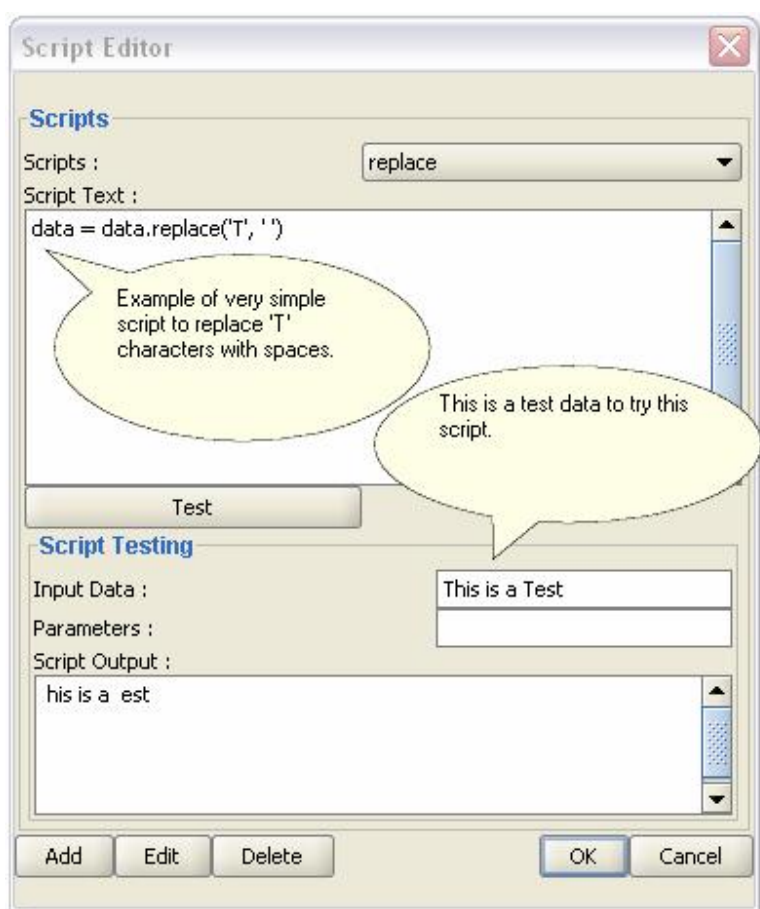 Script Editor
Scripts
Scripts :
replace
Script Text :
data = data.replace('T', ' ')
Example of very simple
script to replace 'T'
characters with spaces.
This is a test data to try this
script.
Test
Script Testing
Input Data :
This is a Test
Parameters :
Script Output :
his is a  est
Add
Edit
Delete
OK
Cancel